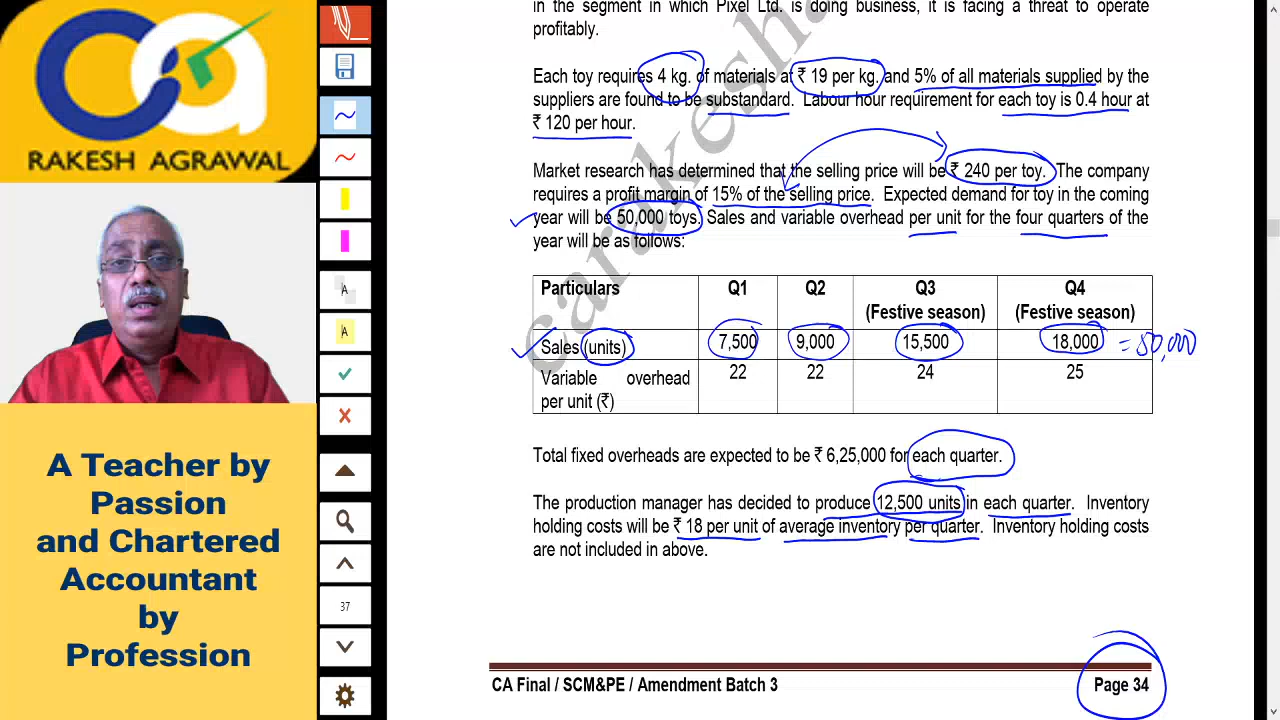 in the segment in which Pixel Ltd. is doing business, it is facing a threat to operate
profitably.
Each toy requires 4 kg. of materials at ₹ 19 per kg. and 5% of all materials supplied by the
suppliers are found to be substandard. Labour hour requirement for each toy is 0.4 hour at
₹ 120 per hour.
Market research has determined that the selling price will be ₹ 240 per toy. The company
requires a profit margin of 15% of the selling price. Expected demand for toy in the coming
year will be 50,000 toys. Sales and variable overhead per unit for the four quarters of the
year will be as follows:
Particulars Q1 Q2 Q3 (Festive season) Q4 (Festive season)
Sales (units) 7,500 9,000 15,500 18,000 = 50,000
Variable overhead per unit (₹) 22 22 24 25
Total fixed overheads are expected to be ₹ 6,25,000 for each quarter.
The production manager has decided to produce 12,500 units in each quarter. Inventory
holding costs will be ₹ 18 per unit of average inventory per quarter. Inventory holding costs
are not included in above.
CA Final / SCM&PE / Amendment Batch 3 Page 34
carakesha
ca
RAKESH AGRAWAL
A Teacher by
Passion
and Chartered
Accountant
by
Profession
A
A
37